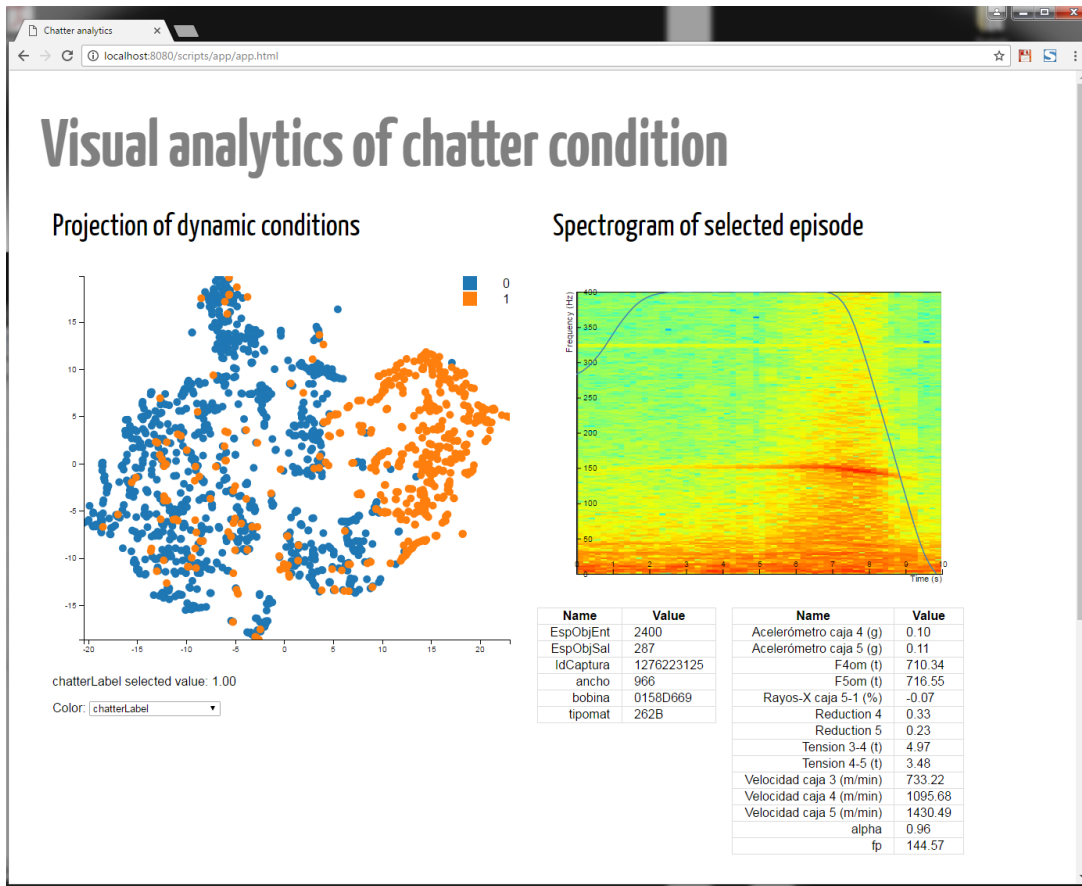 Chatter analytics
localhost:8080/scripts/app/app.html
Visual analytics of chatter condition
Projection of dynamic conditions
0
1
15
10
5
0
-5
-10
-15
-20
-15
-10
-5
0
5
10
15
20
chatterLabel selected value: 1.00
Color: chatterLabel
Spectrogram of selected episode
Frequency (Hz)
400
350
300
250
200
150
100
50
0
0
1
2
3
4
5
6
7
8
9
10
Time (s)
Name Value
EspObjEnt 2400
EspObjSal 287
IdCaptura 1276223125
ancho 966
bobina 0158D669
tipomat 262B
Name Value
Acelerómetro caja 4 (g) 0.10
Acelerómetro caja 5 (g) 0.11
F4om (t) 710.34
F5om (t) 716.55
Rayos-X caja 5-1 (%) -0.07
Reduction 4 0.33
Reduction 5 0.23
Tension 3-4 (t) 4.97
Tension 4-5 (t) 3.48
Velocidad caja 3 (m/min) 733.22
Velocidad caja 4 (m/min) 1095.68
Velocidad caja 5 (m/min) 1430.49
alpha 0.96
fp 144.57